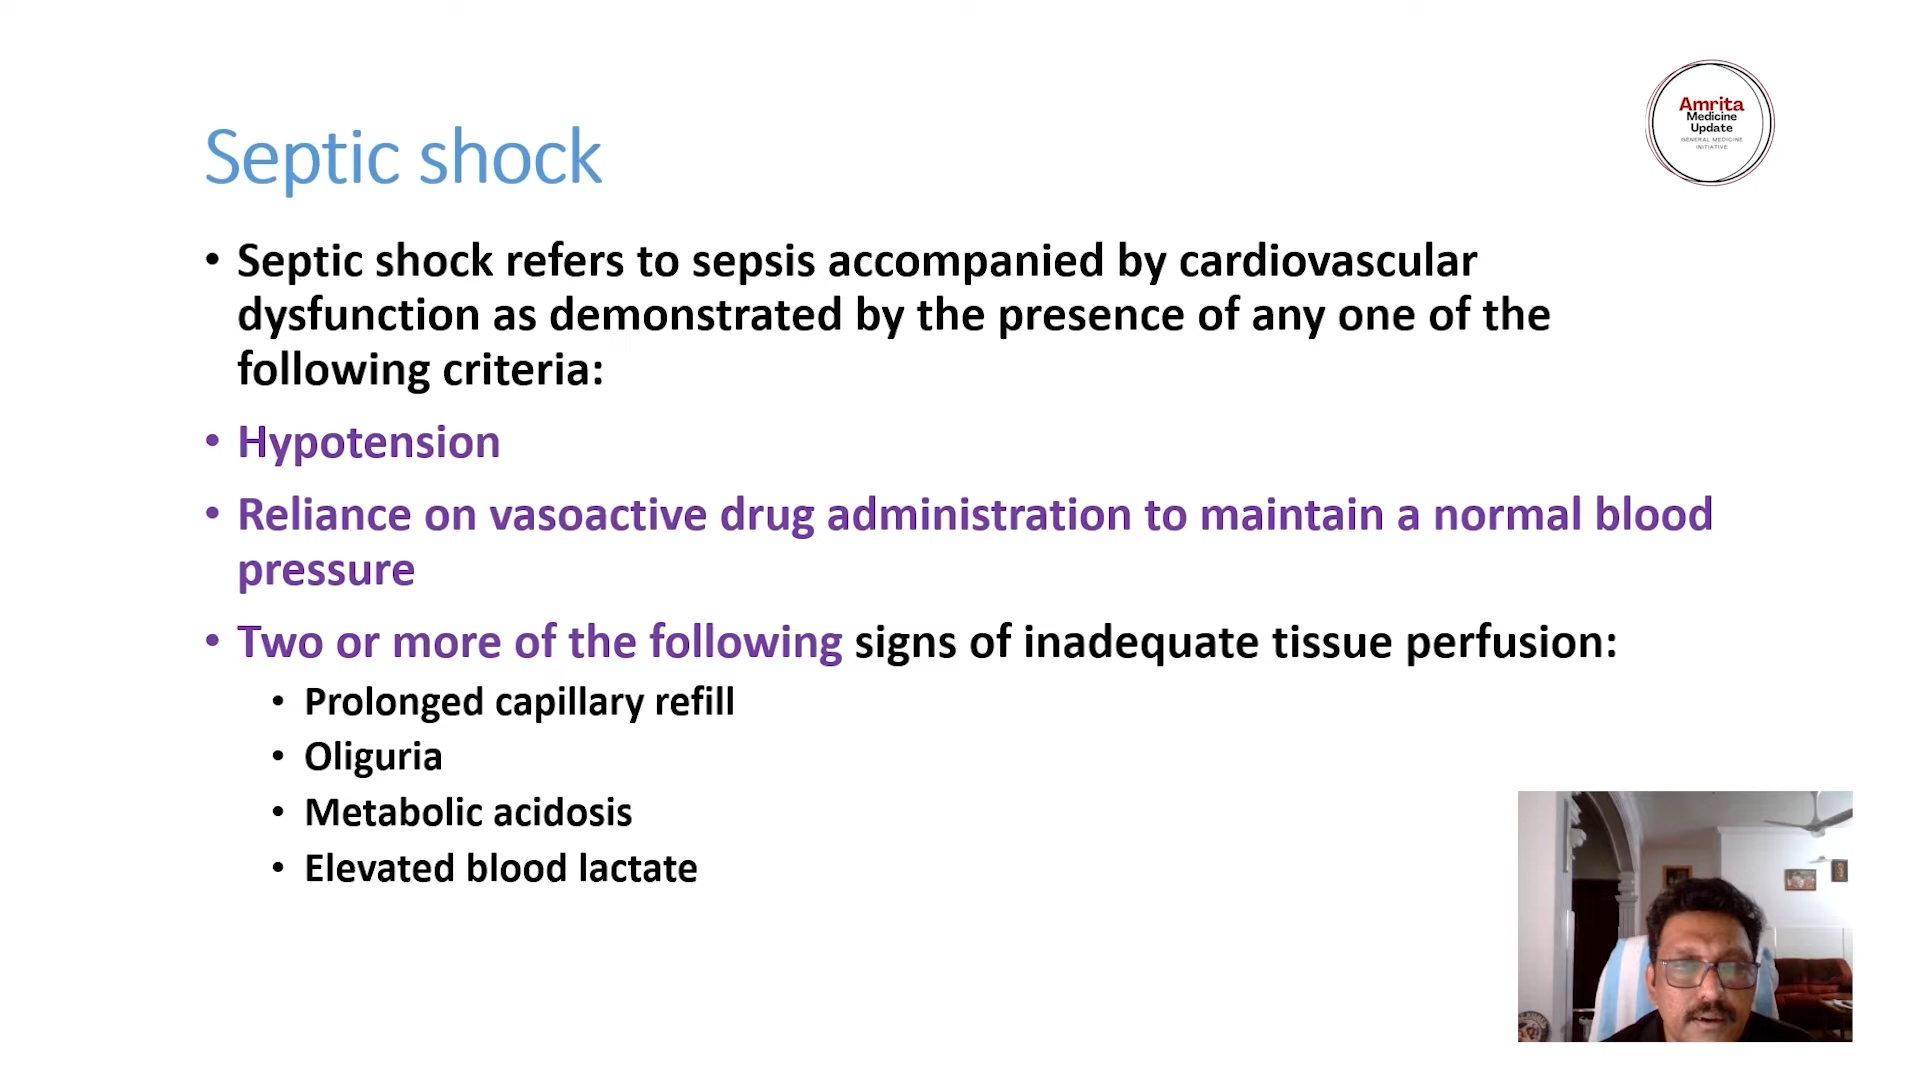 Amrita
Medicine
Update
GENERAL MEDICINE
INITIATIVE
Septic shock
• Septic shock refers to sepsis accompanied by cardiovascular
dysfunction as demonstrated by the presence of any one of the
following criteria:
• Hypotension
• Reliance on vasoactive drug administration to maintain a normal blood
pressure
• Two or more of the following signs of inadequate tissue perfusion:
• Prolonged capillary refill
• Oliguria
• Metabolic acidosis
• Elevated blood lactate